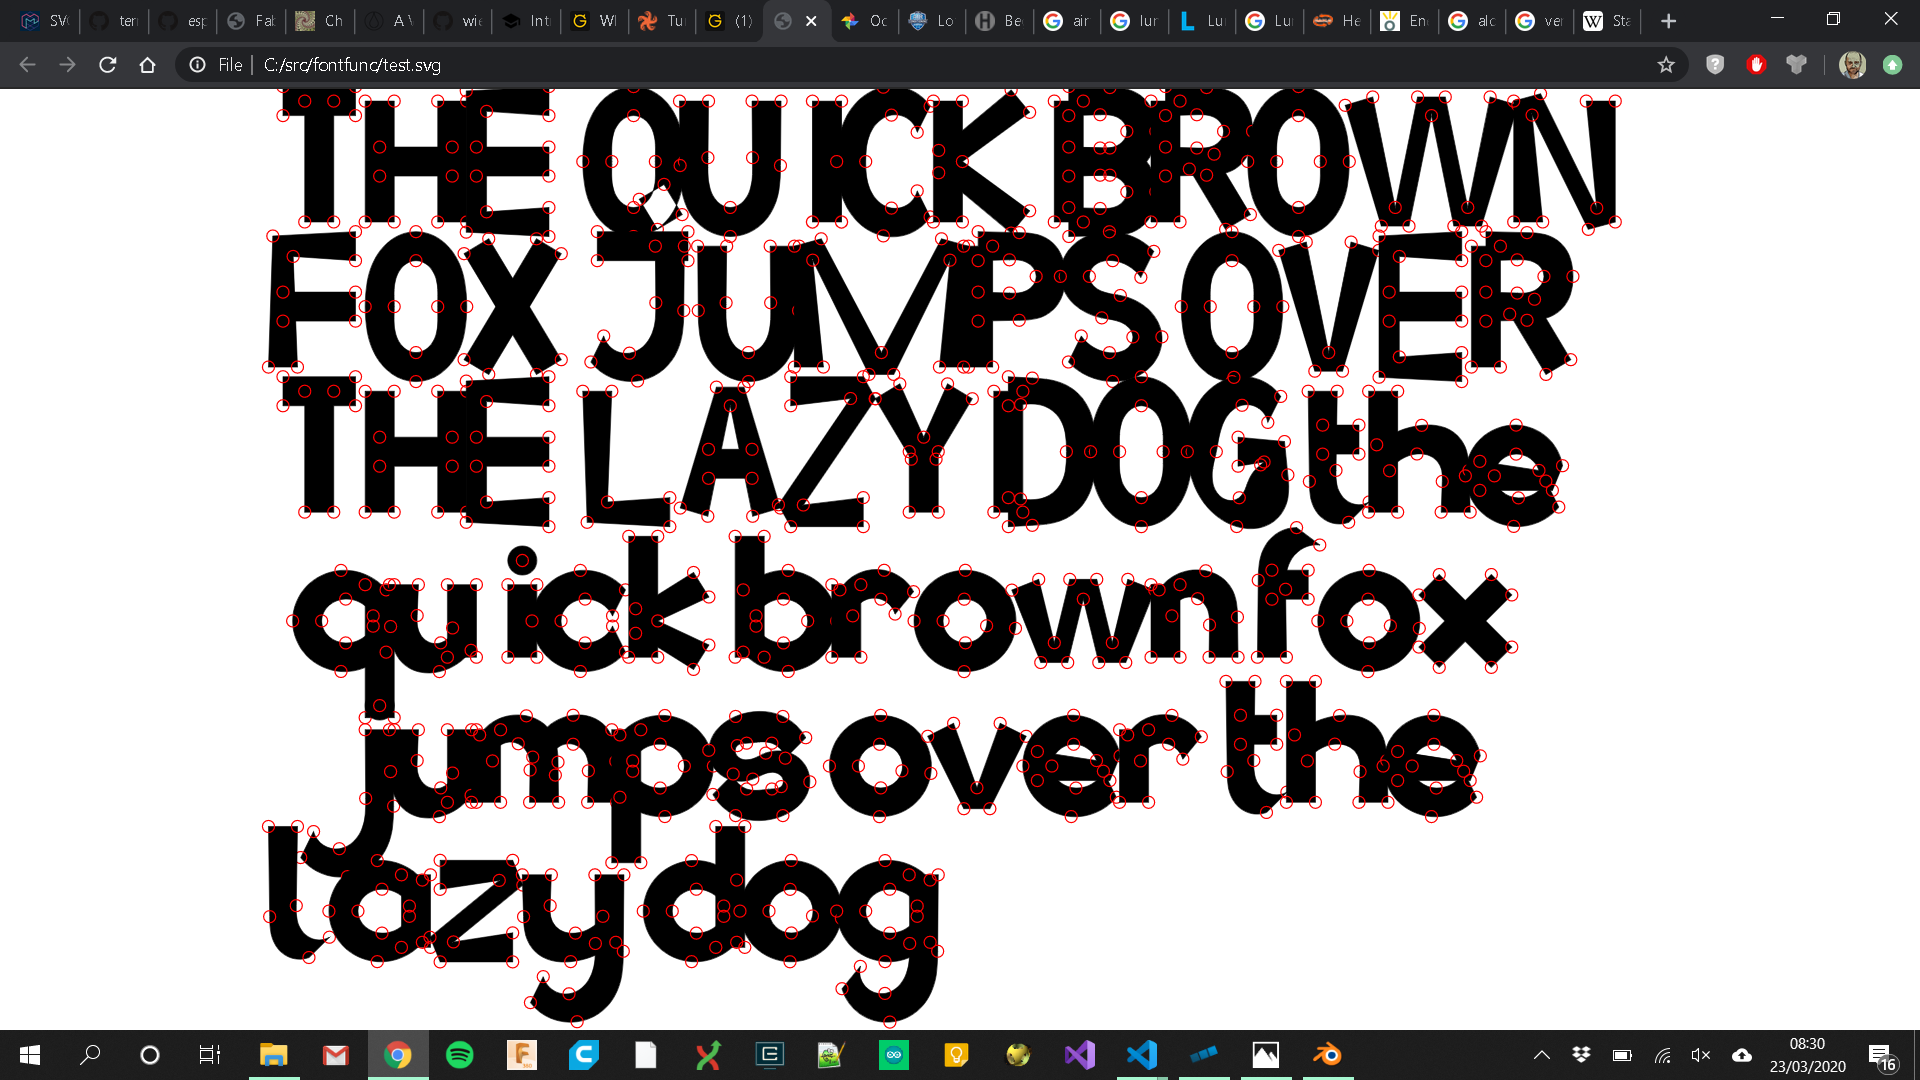 SV ter esp Fab Ch A V wie Int WI Tu (1) Oc Lo Be air lur Lu Lu He En alc ver Sta
File C:/src/fontfunc/test.svg
THE QUICK BROWN
FOX JUMPS OVER
THE LAZY DOG the
quick brown fox
jumps over the
lazy dog
08:30
23/03/2020
16